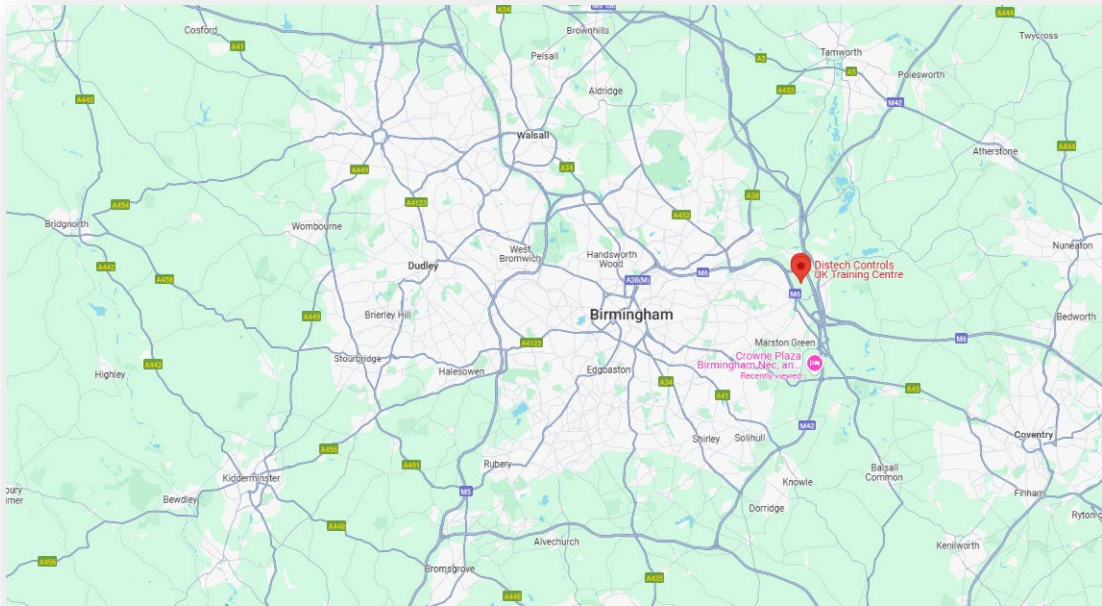 A34
Cosford
Brownhills
A444
Twycross
A41
Pelsall
Tamworth
A5
A5
Polesworth
A442
Aldridge
A453
M42
Walsall
Atherstone
A444
A449
A34
A38
A454
A4123
A452
Bridgnorth
Wombourne
West
Bromwich
Handsworth
Wood
Nuneaton
Dudley
A442
A458
M6
Distech Controls
UK Training Centre
A38(M)
M6
A449
Brierley Hill
Birmingham
Bedworth
Marston Green
M6
A4123
Stourbridge
Crowne Plaza
Birmingham Nec, an...
Recently viewed
Highley
A442
Halesowen
Edgbaston
A34
A41
A45
M42
Shirley
Solihull
Coventry
A456
A491
Rubery
Kidderminster
M5
Knowle
Balsall
Common
Bewdley
Finham
Dorridge
Ryton-o
A448
Alvechurch
Kenilworth
A456
Bromsgrove
A435
A448